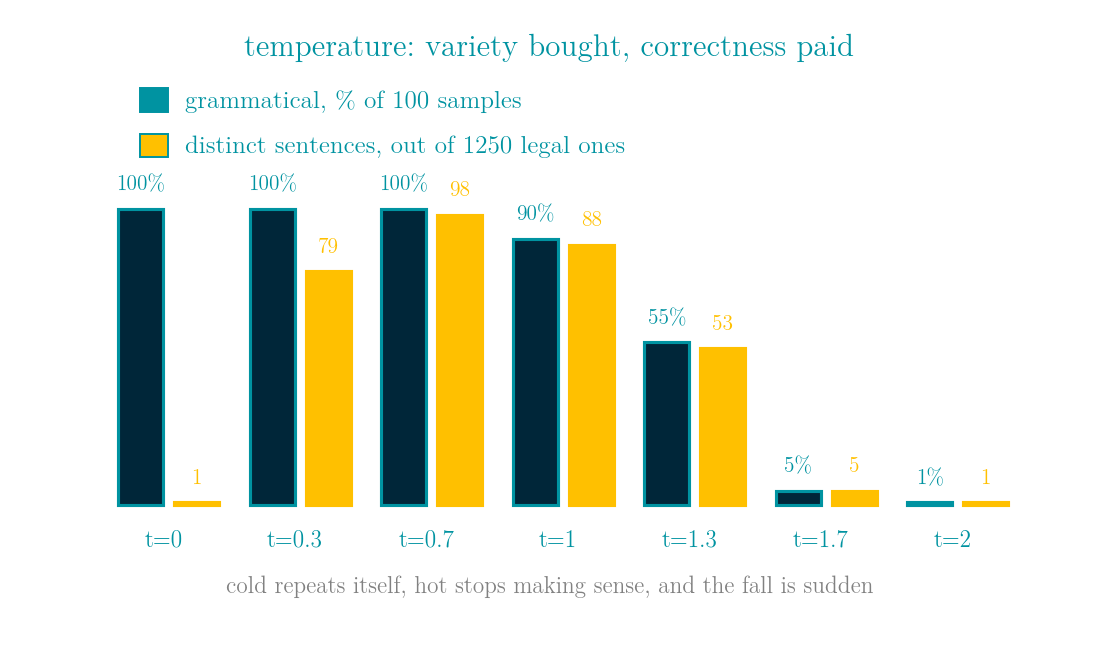 temperature: variety bought, correctness paid
grammatical, % of 100 samples
distinct sentences, out of 1250 legal ones
100% 1 100% 79 100% 98 90% 88 55% 53 5% 5 1% 1
t=0 t=0.3 t=0.7 t=1 t=1.3 t=1.7 t=2
cold repeats itself, hot stops making sense, and the fall is sudden